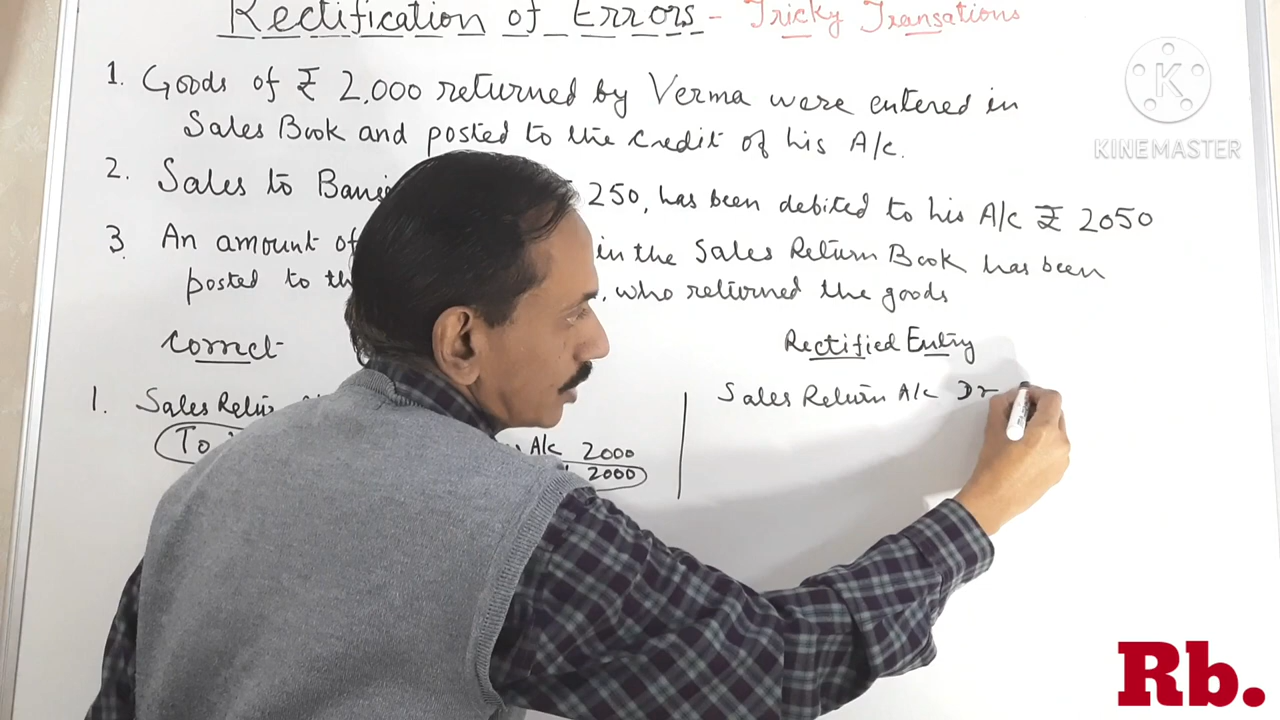 Rectification of Errors - Tricky Transations
1. Goods of ₹ 2,000 returned by Verma were entered in
Sales Book and posted to the credit of his A/c.
2. Sales to 250, has been debited to his A/c ₹ 2050
3. An amount of in the Sales Return Book has been
posted to , who returned the goods
Correct
Rectified Entry
1. Sales Return
To
A/c 2000
2000
Sales Return A/c Dr
K
KINEMASTER
Rb.